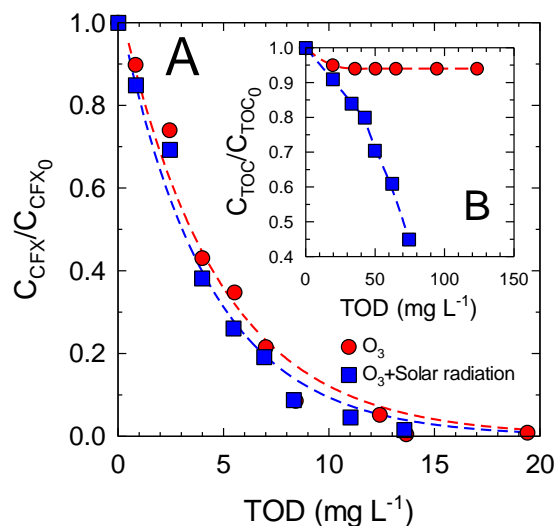 A
C_CFX/C_CFX₀
1.0
0.8
0.6
0.4
0.2
0.0
0
5
10
15
20
TOD (mg L⁻¹)
B
C_TOC/C_TOC₀
1.0
0.9
0.8
0.7
0.6
0.5
0.4
0
50
100
150
TOD (mg L⁻¹)
O₃
O₃+Solar radiation